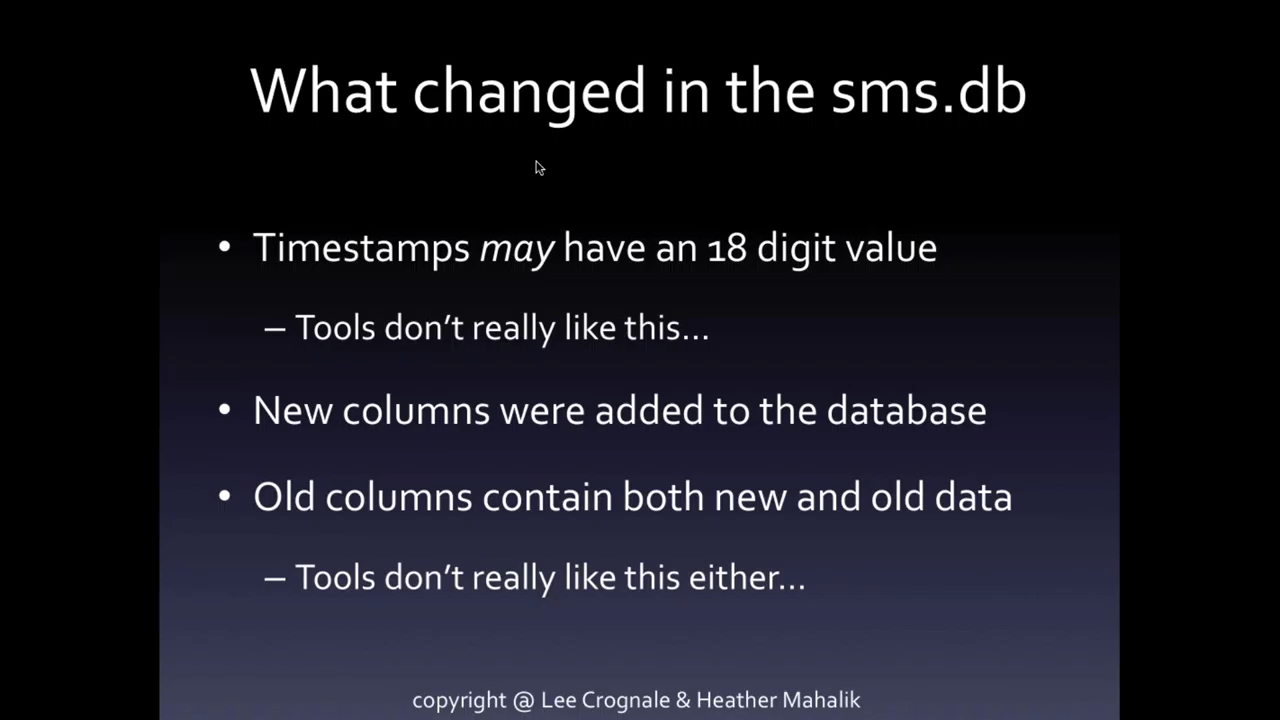 What changed in the sms.db
• Timestamps may have an 18 digit value
– Tools don’t really like this…
• New columns were added to the database
• Old columns contain both new and old data
– Tools don’t really like this either…
copyright @ Lee Crognale & Heather Mahalik